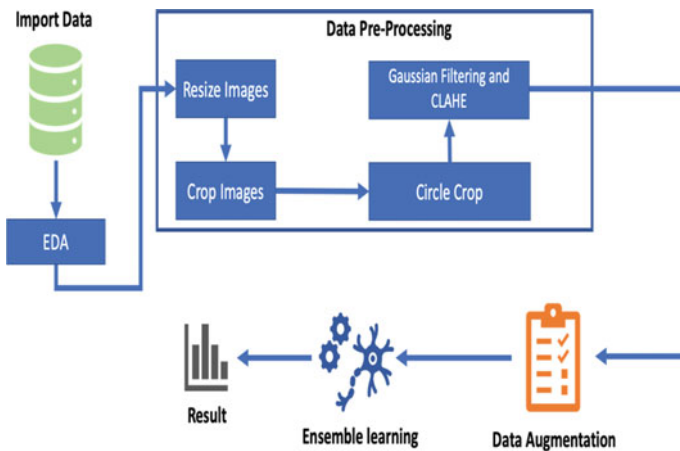 Import Data
Data Pre-Processing
Resize Images
Gaussian Filtering and
CLAHE
Crop Images
Circle Crop
EDA
Result
Ensemble learning
Data Augmentation